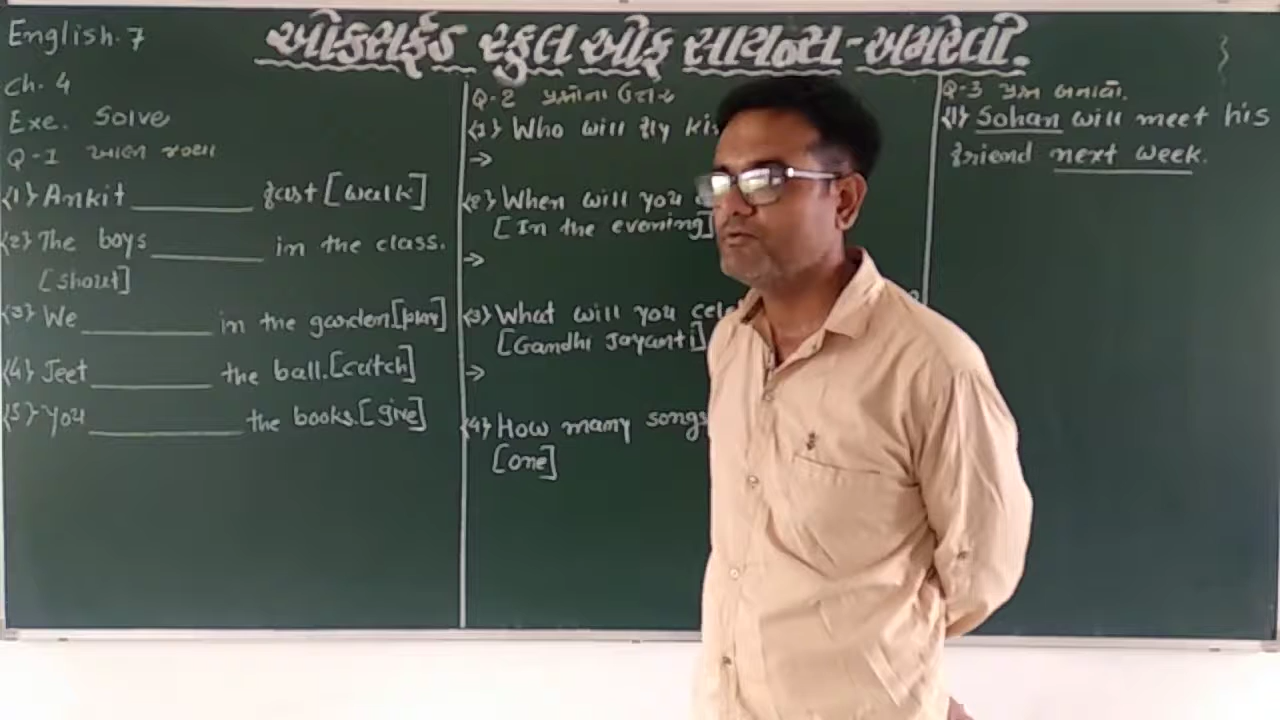 ઓક્સર્ફડ સ્કુલ ઓફ સાયન્સ-અમરેલી.
English. 7
Ch. 4
Exe. Solve
Q-1 ખાલી જગ્યા
{1} Ankit ________ fast [walk]
{2} The boys ________ in the class.
[shout]
{3} We ________ in the garden. [play]
{4} Jeet ________ the ball. [catch]
{5} You ________ the books. [give]
Q-2 પ્રશ્નોના ઉત્તર
{1} Who will fly
→
{2} When will you
[In the evening]
→
{3} What will you
[Gandhi Jayanti]
→
{4} How many songs
[one]
Q-3 પ્રશ્ન બનાવો.
{1} Sohan will meet his
friend next week.